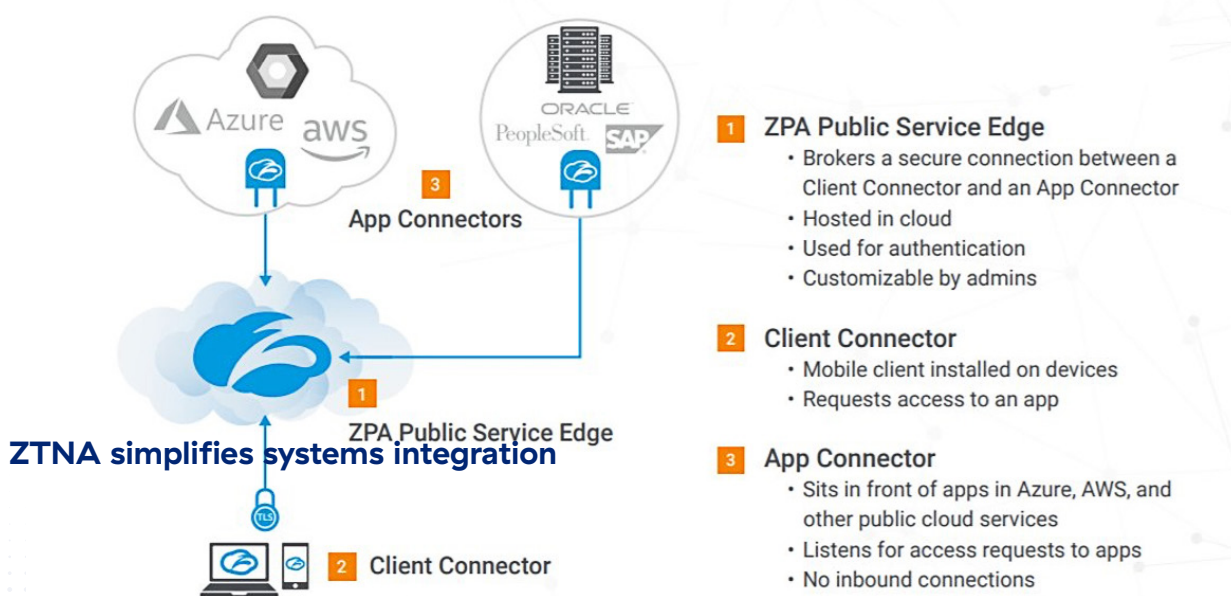 Azure
aws
ORACLE
PeopleSoft
SAP
3
App Connectors
1
ZPA Public Service Edge
ZTNA simplifies systems integration
TLS
2
Client Connector
1
ZPA Public Service Edge
• Brokers a secure connection between a
Client Connector and an App Connector
• Hosted in cloud
• Used for authentication
• Customizable by admins
2
Client Connector
• Mobile client installed on devices
• Requests access to an app
3
App Connector
• Sits in front of apps in Azure, AWS, and
other public cloud services
• Listens for access requests to apps
• No inbound connections